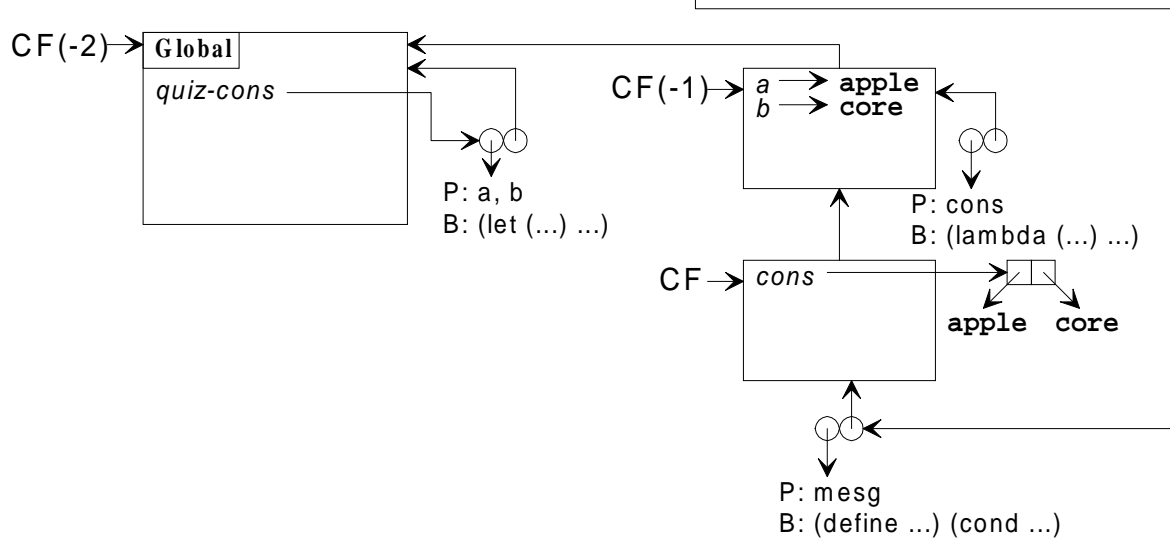 CF(-2)
Global
quiz-cons
P: a, b
B: (let (...) ...)
CF(-1)
a apple
b core
P: cons
B: (lambda (...) ...)
CF
cons
apple core
P: mesg
B: (define ...) (cond ...)